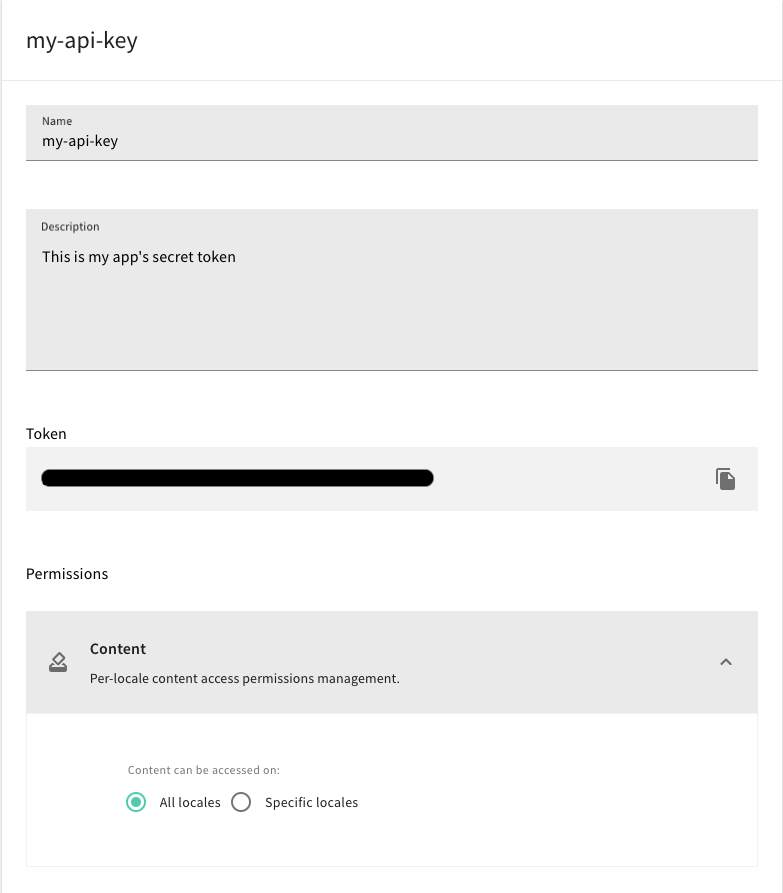 my-api-key
Name
my-api-key
Description
This is my app's secret token
Token
Permissions
Content
Per-locale content access permissions management.
Content can be accessed on:
All locales Specific locales